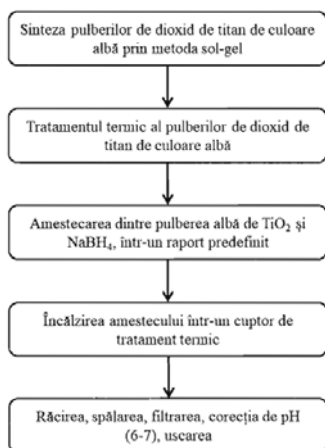 Sinteza pulberilor de dioxid de titan de culoare
albă prin metoda sol-gel
Tratamentul termic al pulberilor de dioxid de
titan de culoare albă
Amestecarea dintre pulberea albă de TiO₂ și
NaBH₄, într-un raport predefinit
Încălzirea amestecului într-un cuptor de
tratament termic
Răcirea, spălarea, filtrarea, corecția de pH
(6-7), uscarea